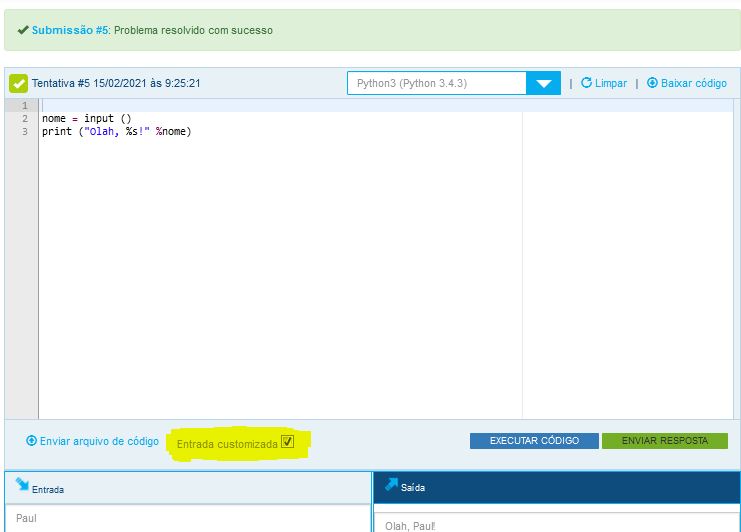 Submissão #5: Problema resolvido com sucesso
Tentativa #5 15/02/2021 às 9:25:21
Python3 (Python 3.4.3)
| Limpar | Baixar código
1
2 nome = input ()
3 print ("Olah, %s!" %nome)
Enviar arquivo de código
Entrada customizada
EXECUTAR CÓDIGO
ENVIAR RESPOSTA
Entrada
Saída
Paul
Olah, Paul!